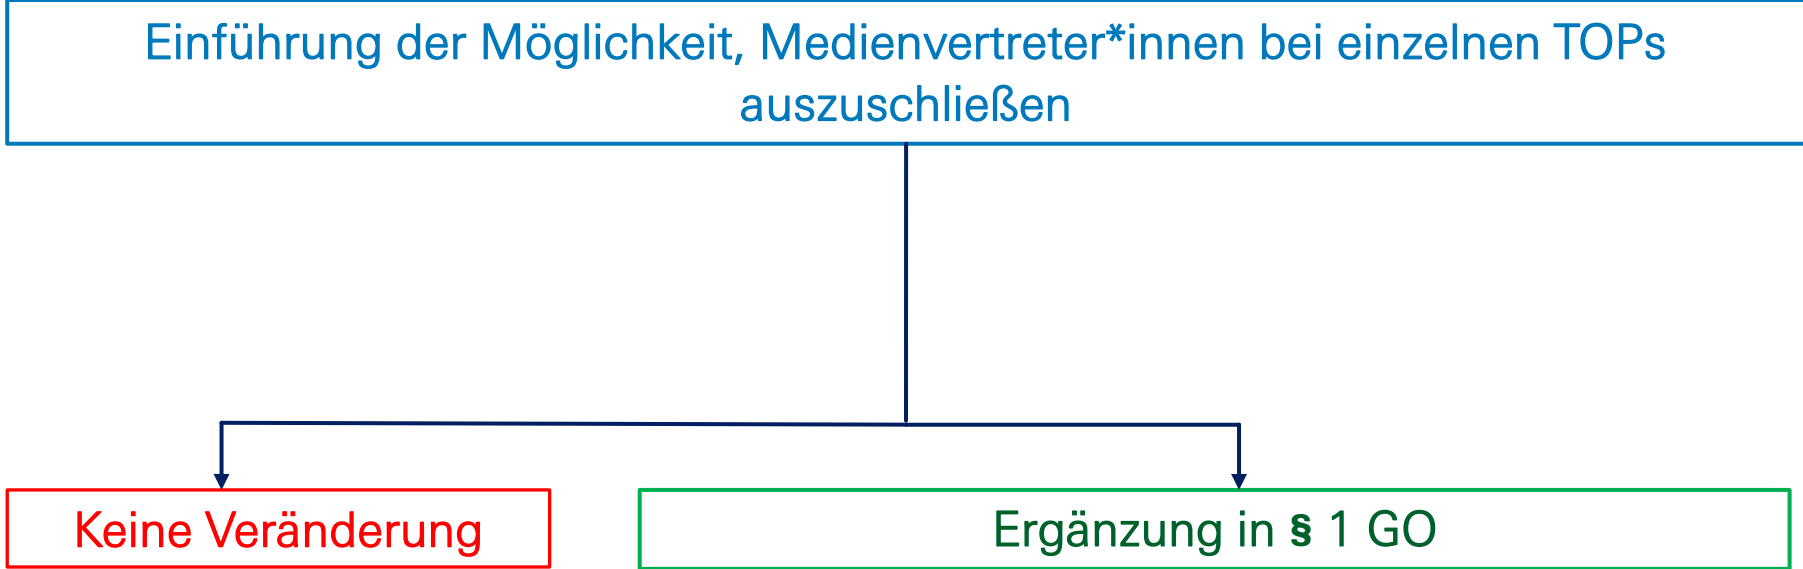 Einführung der Möglichkeit, Medienvertreter*innen bei einzelnen TOPs
auszuschließen
Keine Veränderung
Ergänzung in § 1 GO